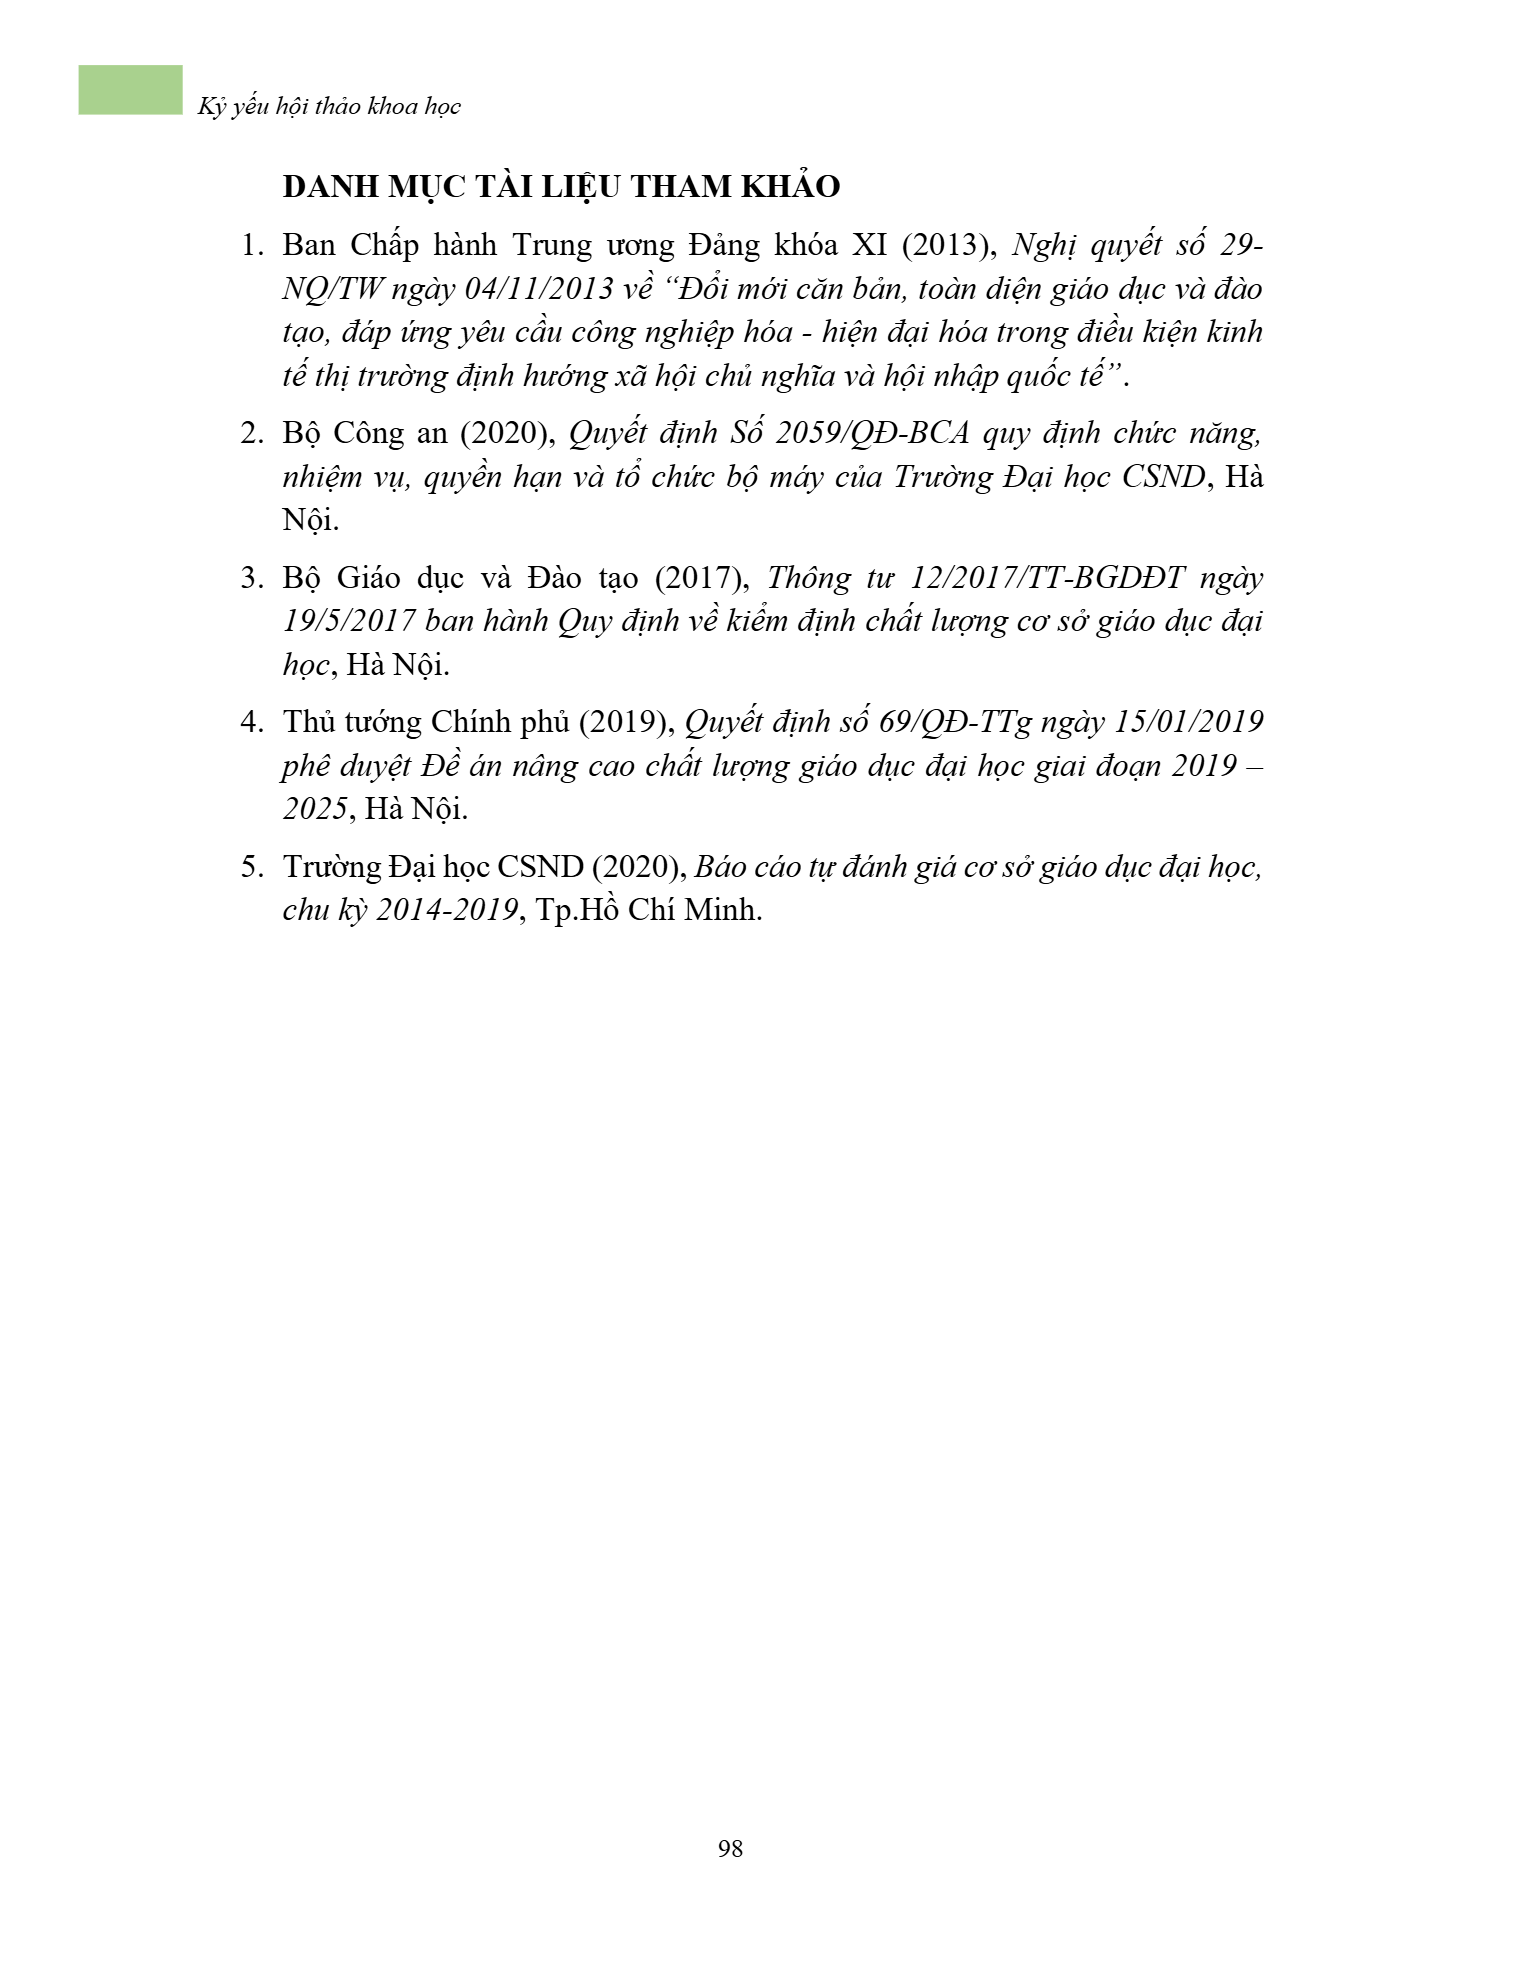 Kỷ yếu hội thảo khoa học
DANH MỤC TÀI LIỆU THAM KHẢO
1. Ban Chấp hành Trung ương Đảng khóa XI (2013), Nghị quyết số 29-
NQ/TW ngày 04/11/2013 về “Đổi mới căn bản, toàn diện giáo dục và đào
tạo, đáp ứng yêu cầu công nghiệp hóa - hiện đại hóa trong điều kiện kinh
tế thị trường định hướng xã hội chủ nghĩa và hội nhập quốc tế”.
2. Bộ Công an (2020), Quyết định Số 2059/QĐ-BCA quy định chức năng,
nhiệm vụ, quyền hạn và tổ chức bộ máy của Trường Đại học CSND, Hà
Nội.
3. Bộ Giáo dục và Đào tạo (2017), Thông tư 12/2017/TT-BGDĐT ngày
19/5/2017 ban hành Quy định về kiểm định chất lượng cơ sở giáo dục đại
học, Hà Nội.
4. Thủ tướng Chính phủ (2019), Quyết định số 69/QĐ-TTg ngày 15/01/2019
phê duyệt Đề án nâng cao chất lượng giáo dục đại học giai đoạn 2019 –
2025, Hà Nội.
5. Trường Đại học CSND (2020), Báo cáo tự đánh giá cơ sở giáo dục đại học,
chu kỳ 2014-2019, Tp.Hồ Chí Minh.
98